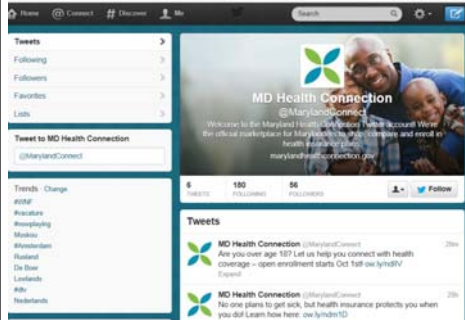 Home @ Connect # Discover Me
Search
Tweets
Following
Followers
Favorites
Lists
Tweet to MD Health Connection
@MarylandConnect
Trends · Change
#WNF
#vacature
#nowplaying
Moskou
#Amsterdam
Rusland
De Boer
Lowlands
#dtv
Nederlands
MD Health Connection
@MarylandConnect
Welcome to the Maryland Health Connection Twitter account! We're
the official marketplace for Marylanders to shop, compare and enroll in
health insurance plans.
marylandhealthconnection.gov
6
TWEETS
180
FOLLOWING
56
FOLLOWERS
Follow
Tweets
MD Health Connection @MarylandConnect
Are you over age 18? Let us help you connect with health
coverage – open enrollment starts Oct 1st!
Expand
MD Health Connection @MarylandConnect
No one plans to get sick, but health insurance protects you when
you do! Learn how here: ow.ly/ndm1D